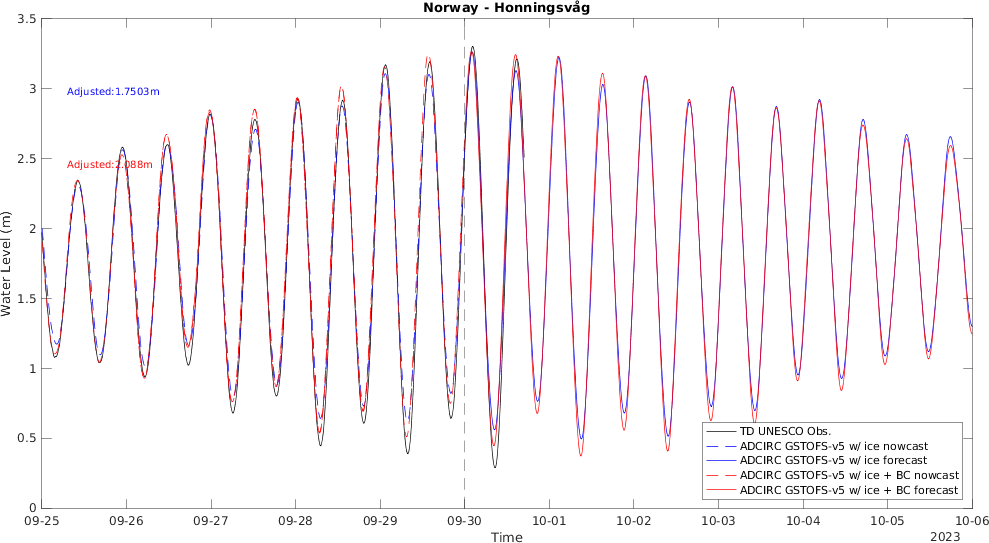 Norway - Honningsvåg
3.5
3
2.5
2
1.5
1
0.5
0
Water Level (m)
Adjusted:1.7503m
Adjusted:2.088m
TD UNESCO Obs.
ADCIRC GSTOFS-v5 w/ ice nowcast
ADCIRC GSTOFS-v5 w/ ice forecast
ADCIRC GSTOFS-v5 w/ ice + BC nowcast
ADCIRC GSTOFS-v5 w/ ice + BC forecast
09-25 09-26 09-27 09-28 09-29 09-30 10-01 10-02 10-03 10-04 10-05 10-06
Time
2023